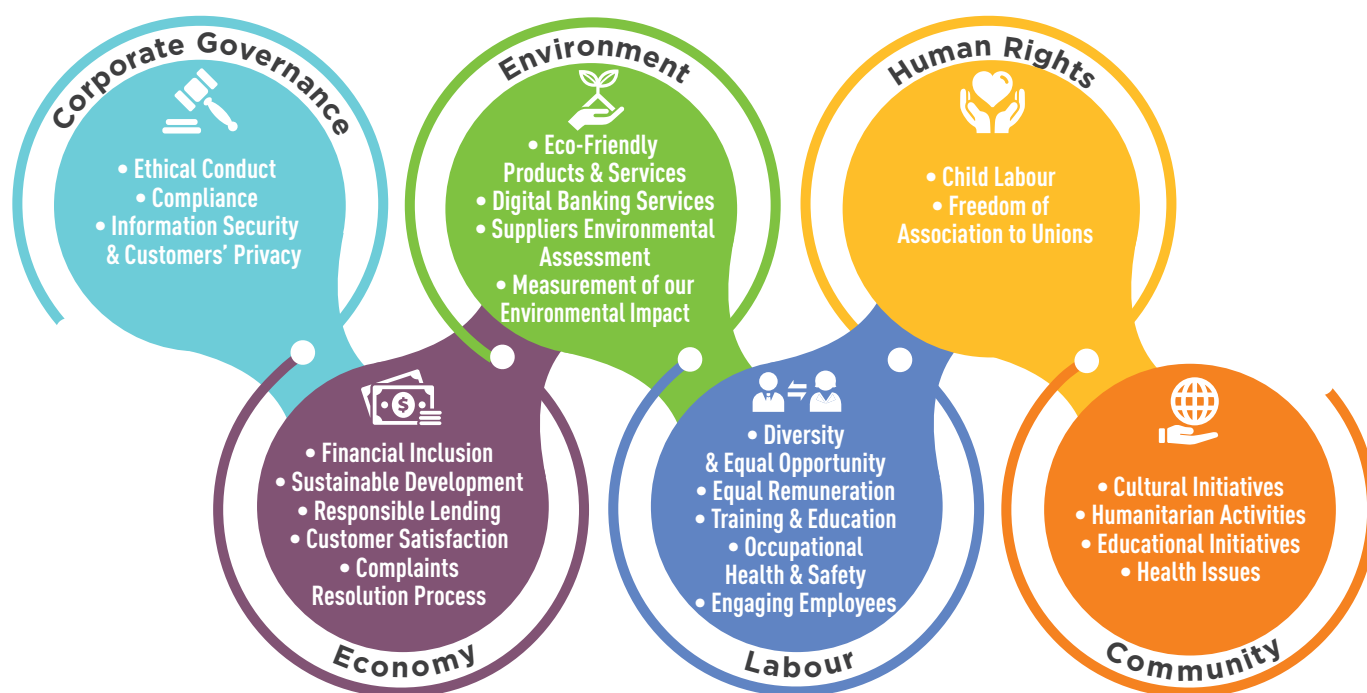 Corporate Governance
• Ethical Conduct
• Compliance
• Information Security
& Customers’ Privacy
Economy
• Financial Inclusion
• Sustainable Development
• Responsible Lending
• Customer Satisfaction
• Complaints
Resolution Process
Environment
• Eco-Friendly
Products & Services
• Digital Banking Services
• Suppliers Environmental
Assessment
• Measurement of our
Environmental Impact
Labour
• Diversity
& Equal Opportunity
• Equal Remuneration
• Training & Education
• Occupational
Health & Safety
• Engaging Employees
Human Rights
• Child Labour
• Freedom of
Association to Unions
Community
• Cultural Initiatives
• Humanitarian Activities
• Educational Initiatives
• Health Issues